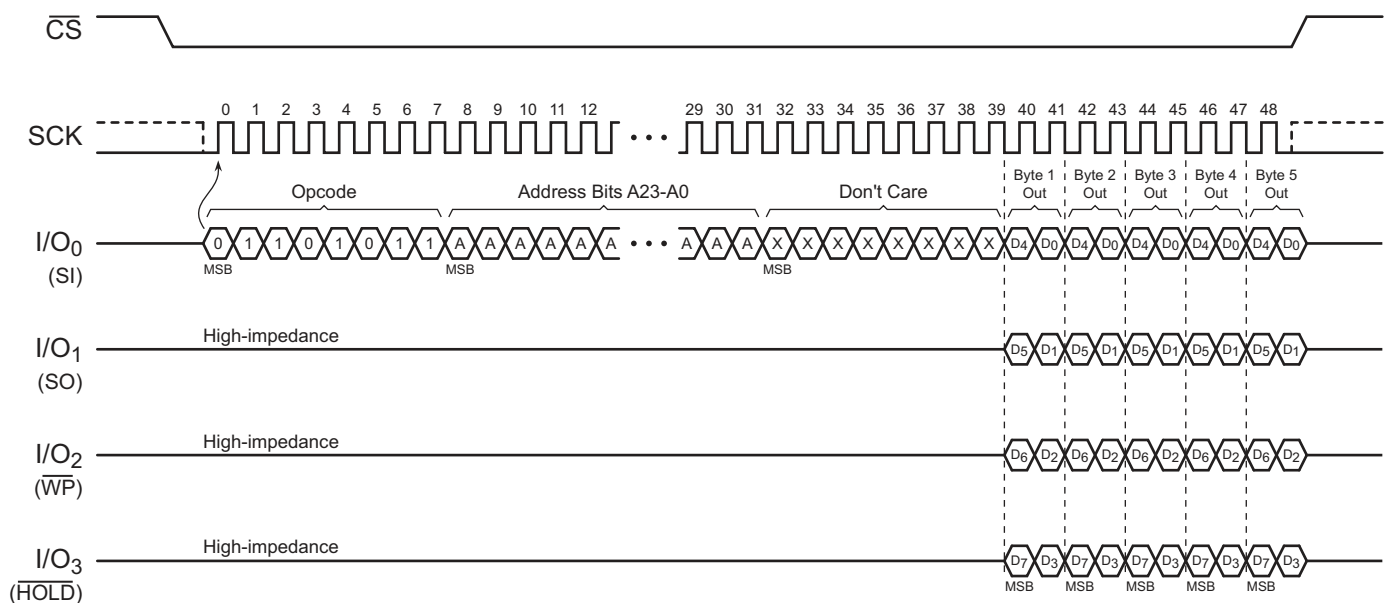 CS
SCK
0 1 2 3 4 5 6 7 8 9 10 11 12 • • • 29 30 31 32 33 34 35 36 37 38 39 40 41 42 43 44 45 46 47 48
Opcode
Address Bits A23-A0
Don't Care
Byte 1 Out
Byte 2 Out
Byte 3 Out
Byte 4 Out
Byte 5 Out
I/O0
(SI)
0 1 1 0 1 0 1 1 A A A A A A • • • A A A X X X X X X X X D4 D0 D4 D0 D4 D0 D4 D0 D4 D0
MSB MSB MSB
I/O1
(SO)
High-impedance
D5 D1 D5 D1 D5 D1 D5 D1 D5 D1
I/O2
(WP)
High-impedance
D6 D2 D6 D2 D6 D2 D6 D2 D6 D2
I/O3
(HOLD)
High-impedance
D7 D3 D7 D3 D7 D3 D7 D3 D7 D3
MSB MSB MSB MSB MSB